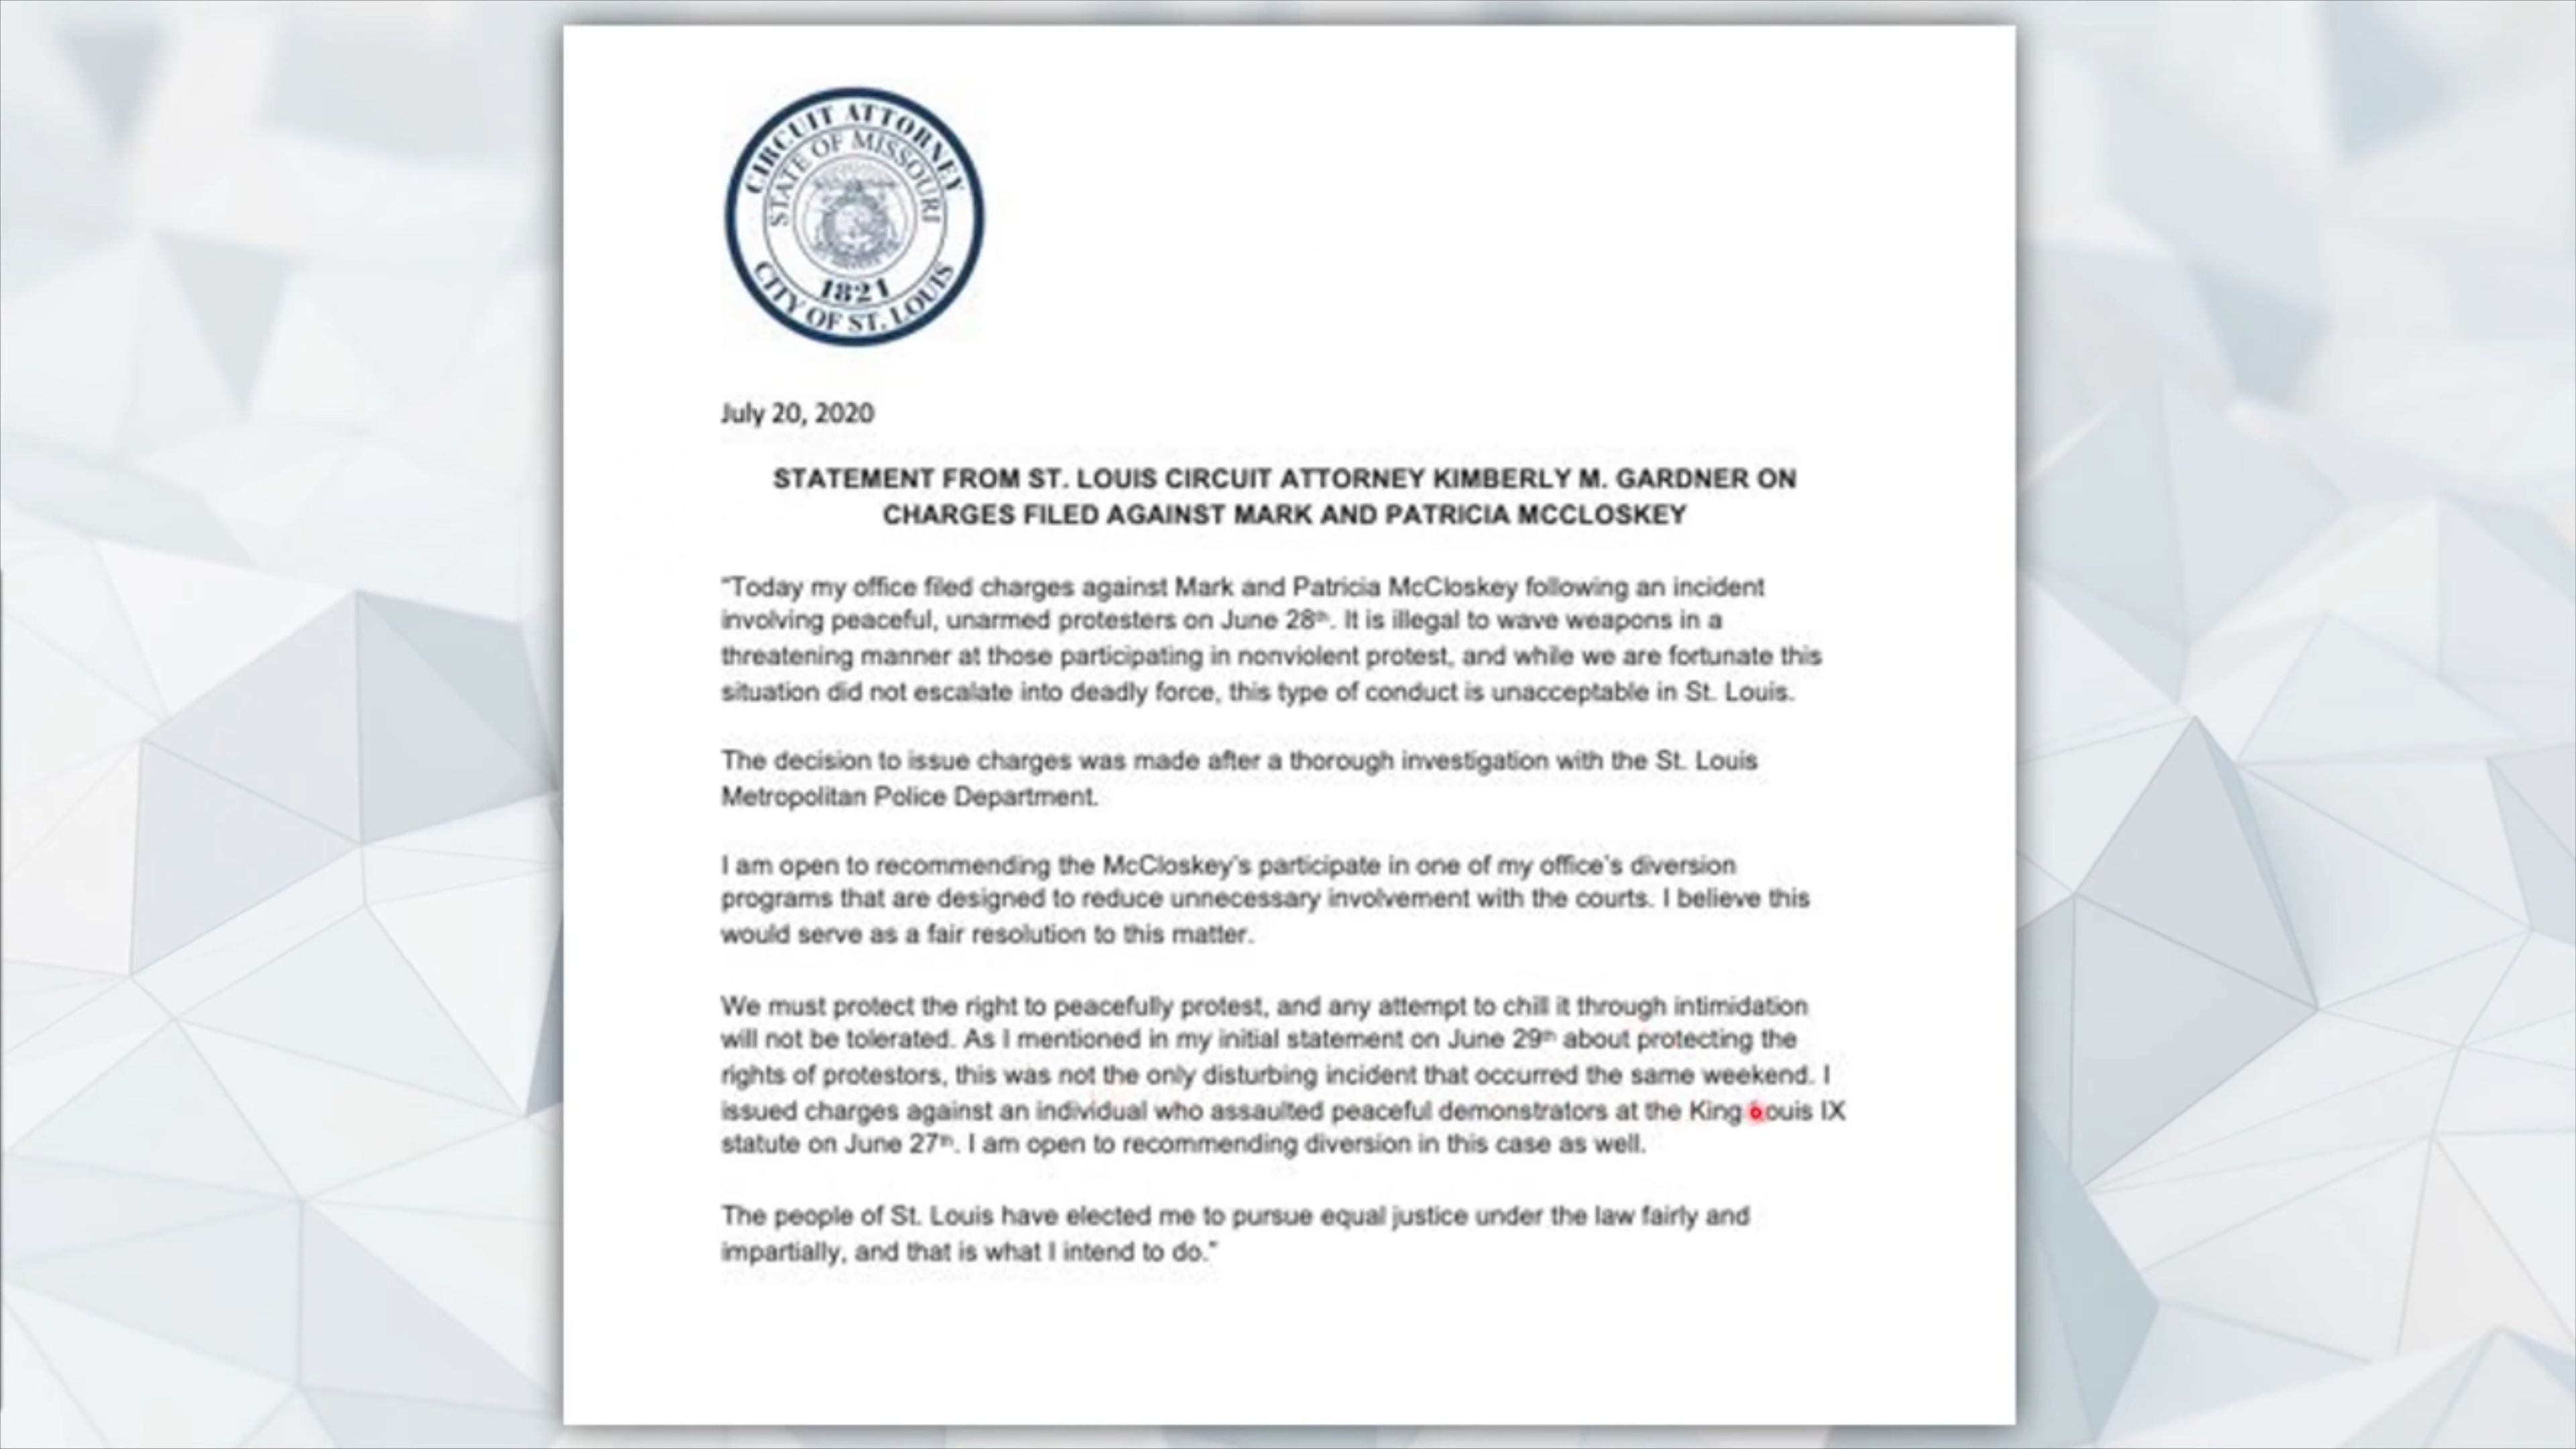 CIRCUIT ATTORNEY
STATE OF MISSOURI
1821
CITY OF ST. LOUIS
July 20, 2020
STATEMENT FROM ST. LOUIS CIRCUIT ATTORNEY KIMBERLY M. GARDNER ON
CHARGES FILED AGAINST MARK AND PATRICIA MCCLOSKEY
“Today my office filed charges against Mark and Patricia McCloskey following an incident
involving peaceful, unarmed protesters on June 28th. It is illegal to wave weapons in a
threatening manner at those participating in nonviolent protest, and while we are fortunate this
situation did not escalate into deadly force, this type of conduct is unacceptable in St. Louis.
The decision to issue charges was made after a thorough investigation with the St. Louis
Metropolitan Police Department.
I am open to recommending the McCloskey’s participate in one of my office’s diversion
programs that are designed to reduce unnecessary involvement with the courts. I believe this
would serve as a fair resolution to this matter.
We must protect the right to peacefully protest, and any attempt to chill it through intimidation
will not be tolerated. As I mentioned in my initial statement on June 29th about protecting the
rights of protestors, this was not the only disturbing incident that occurred the same weekend. I
issued charges against an individual who assaulted peaceful demonstrators at the King Louis IX
statute on June 27th. I am open to recommending diversion in this case as well.
The people of St. Louis have elected me to pursue equal justice under the law fairly and
impartially, and that is what I intend to do.”